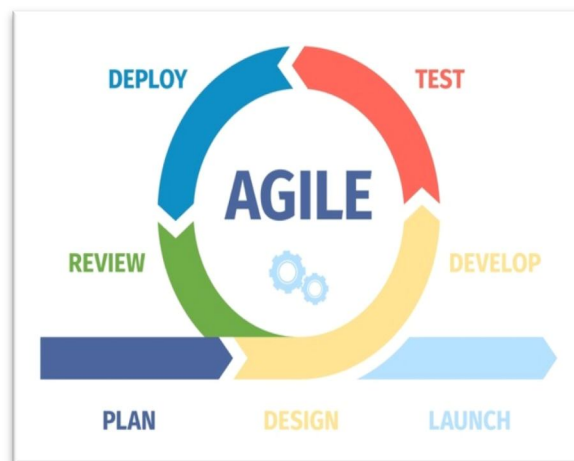 DEPLOY
TEST
AGILE
REVIEW
DEVELOP
PLAN
DESIGN
LAUNCH